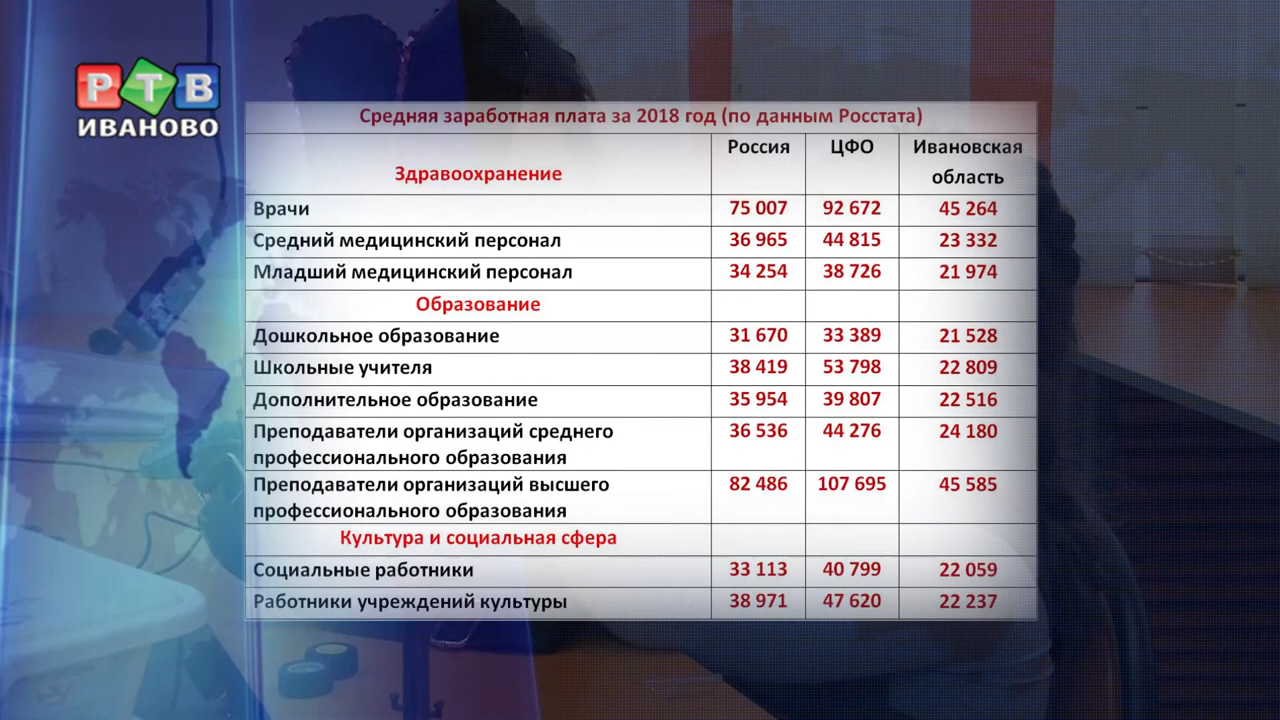 РТВ
ИВАНОВО
Средняя заработная плата за 2018 год (по данным Росстата)
Здравоохранение Россия ЦФО Ивановская область
Врачи 75 007 92 672 45 264
Средний медицинский персонал 36 965 44 815 23 332
Младший медицинский персонал 34 254 38 726 21 974
Образование
Дошкольное образование 31 670 33 389 21 528
Школьные учителя 38 419 53 798 22 809
Дополнительное образование 35 954 39 807 22 516
Преподаватели организаций среднего 36 536 44 276 24 180
профессионального образования
Преподаватели организаций высшего 82 486 107 695 45 585
профессионального образования
Культура и социальная сфера
Социальные работники 33 113 40 799 22 059
Работники учреждений культуры 38 971 47 620 22 237